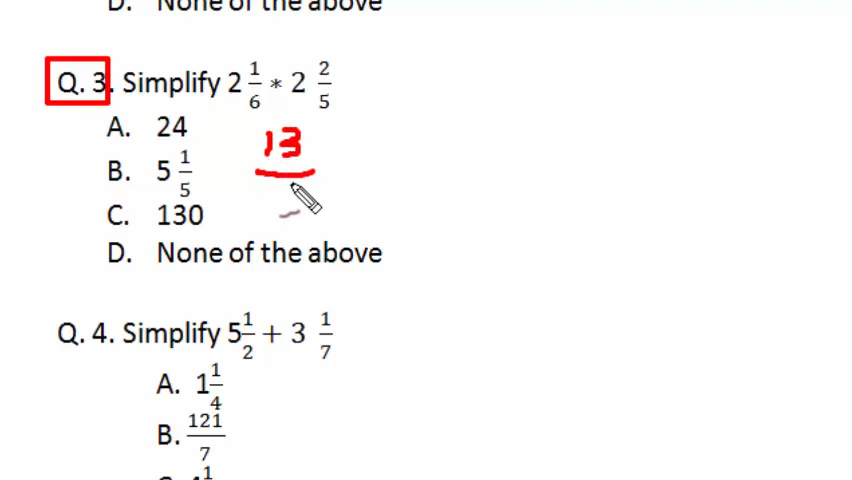 D. None of the above
Q. 3. Simplify 2 1/6 * 2 2/5
A. 24
13
B. 5 1/5
C. 130
D. None of the above
Q. 4. Simplify 5 1/2 + 3 1/7
A. 1 1/4
B. 121/7